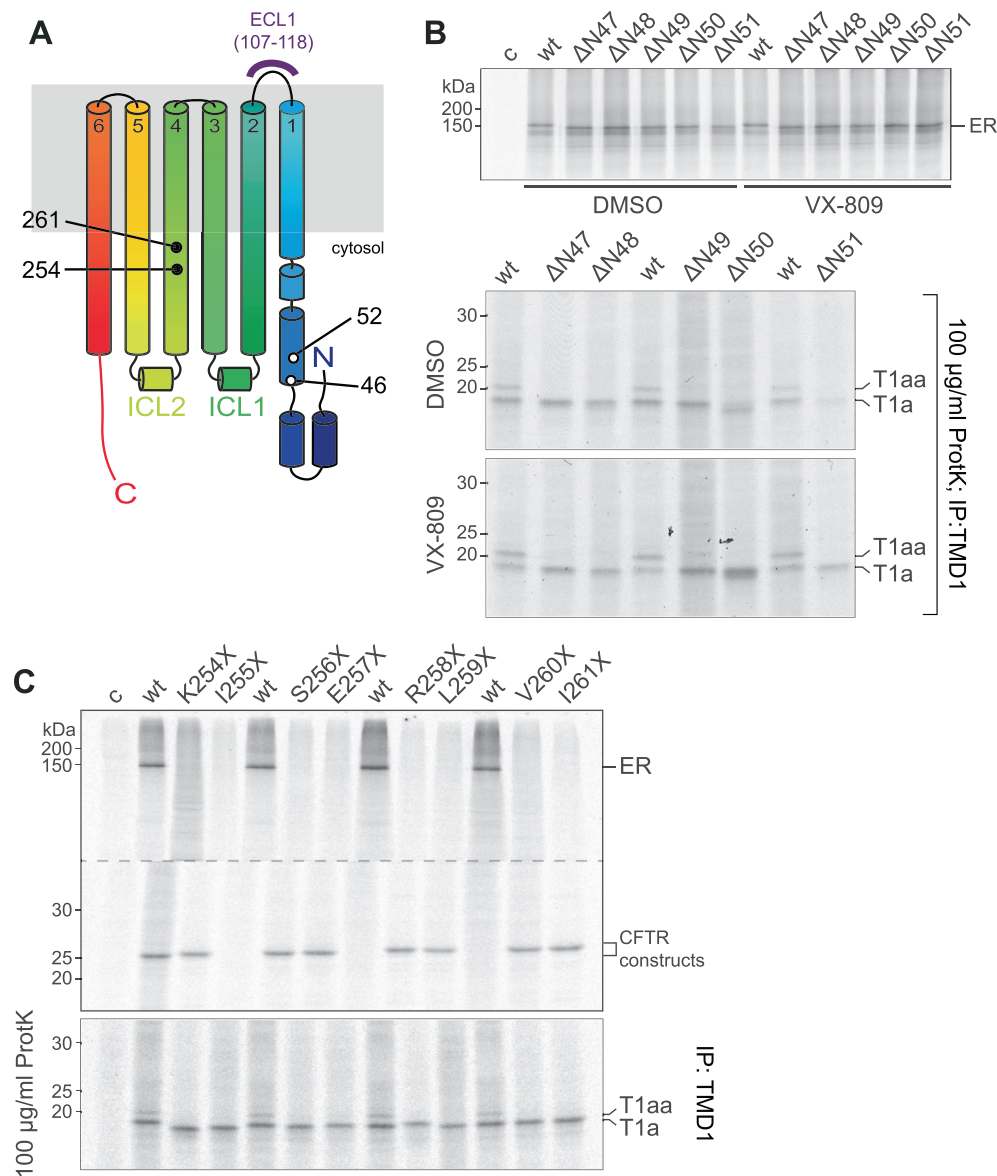 A
ECL1
(107-118)
6 5 4 3 2 1
261
254
cytosol
52
N
46
ICL2 ICL1
C
B
c wt ΔN47 ΔN48 ΔN49 ΔN50 ΔN51 wt ΔN47 ΔN48 ΔN49 ΔN50 ΔN51
kDa
200
150
ER
DMSO VX-809
wt ΔN47 ΔN48 wt ΔN49 ΔN50 wt ΔN51
DMSO
30
25
20
T1aa
T1a
VX-809
30
25
20
T1aa
T1a
100 µg/ml ProtK; IP:TMD1
C
c wt K254X I255X wt S256X E257X wt R258X L259X wt V260X I261X
kDa
200
150
ER
30
25
20
CFTR
constructs
100 µg/ml ProtK
30
25
20
T1aa
T1a
IP: TMD1